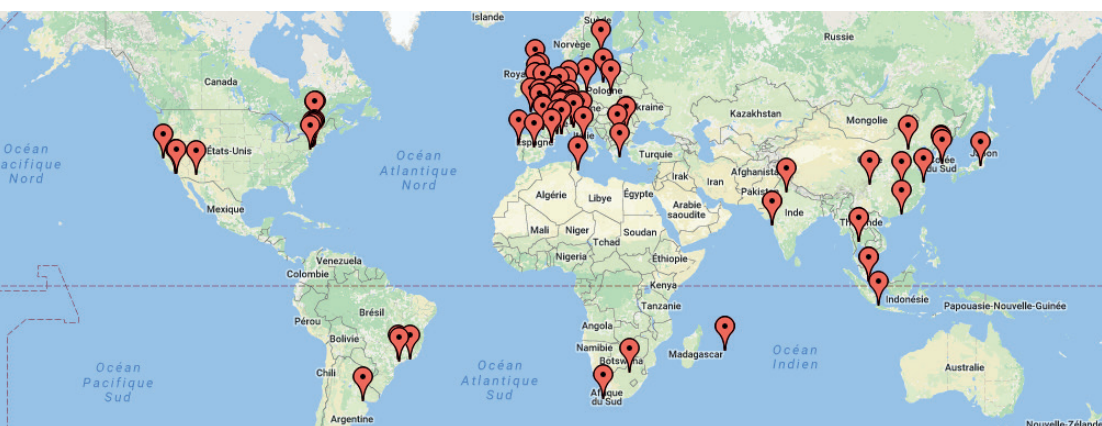 Islande
Suède
Norvège
Russie
Canada
Pologne
Ukraine
Kazakhstan
Mongolie
Océan
Pacifique
Nord
États-Unis
Océan
Atlantique
Nord
Espagne
Italie
Turquie
Afghanistan
Corée
du Sud
Japon
Irak
Iran
Pakistan
Mexique
Algérie
Libye
Égypte
Arabie
saoudite
Inde
Mali
Niger
Tchad
Soudan
Thaïlande
Venezuela
Colombie
Nigeria
Éthiopie
Kenya
Indonésie
Papouasie-Nouvelle-Guinée
Tanzanie
Pérou
Brésil
Bolivie
Angola
Namibie
Botswana
Madagascar
Océan
Indien
Océan
Pacifique
Sud
Chili
Océan
Atlantique
Sud
Afrique
du Sud
Australie
Argentine
Nouvelle-Zélande